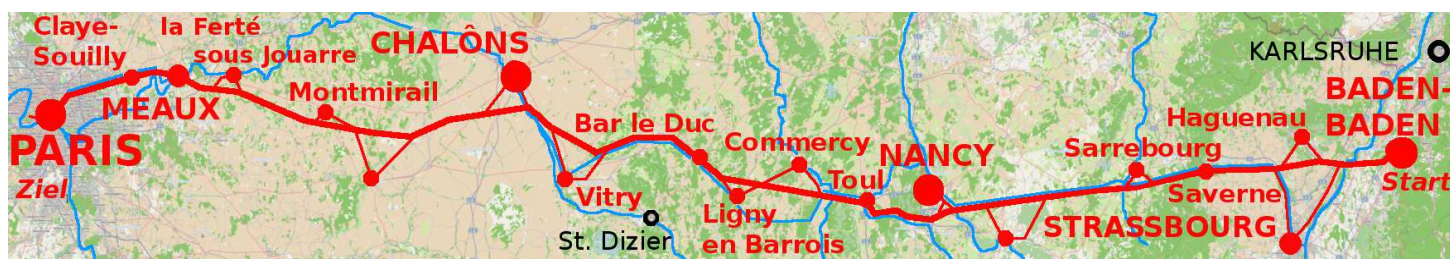 Claye-
Souilly
la Ferté
sous Jouarre
CHALÔNS
MEAUX
Montmirail
PARIS
Ziel
Bar le Duc
Vitry
St. Dizier
Commercy
Ligny
en Barrois
Toul
NANCY
Sarrebourg
STRASSBOURG
Saverne
Haguenau
KARLSRUHE
BADEN-
BADEN
Start